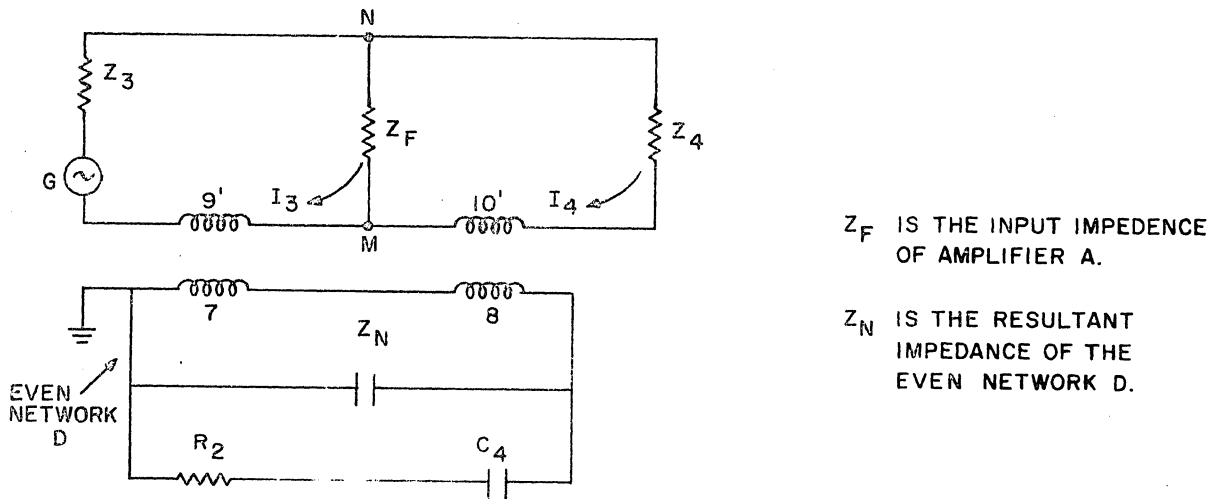 N
Z3
ZF
Z4
G
9'
I3
10'
I4
M
ZF IS THE INPUT IMPEDENCE
OF AMPLIFIER A.
7
8
ZN
ZN IS THE RESULTANT
IMPEDANCE OF THE
EVEN NETWORK D.
EVEN
NETWORK
D
R2
C4